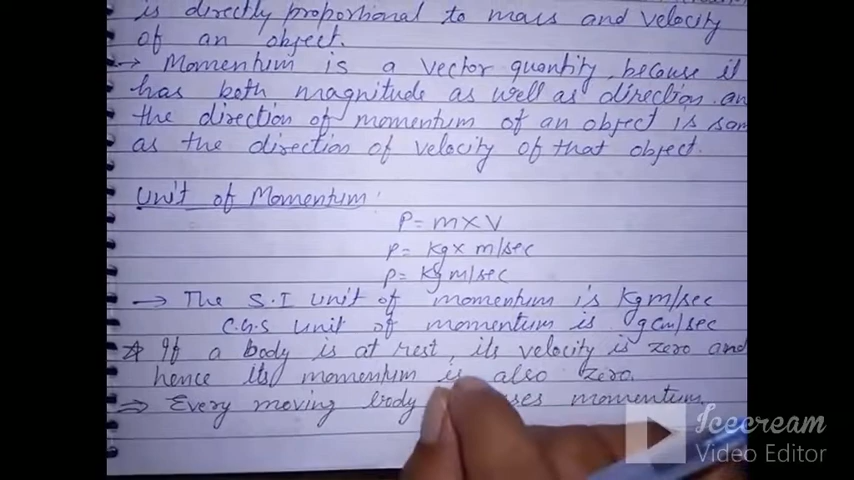 is directly proportional to mass and velocity
of an object.
→ Momentum is a vector quantity, because it
has both magnitude as well as direction. an
the direction of momentum of an object is sam
as the direction of velocity of that object.
Unit of Momentum:
P = m × V
P = Kg × m/sec
P = Kg m/sec
→ The S.I unit of momentum is Kgm/sec
C.G.S unit of momentum is gcm/sec
☆ If a body is at rest, its velocity is zero and
hence its momentum is also zero.
⇒ Every moving body momentum.
Icecream
Video Editor